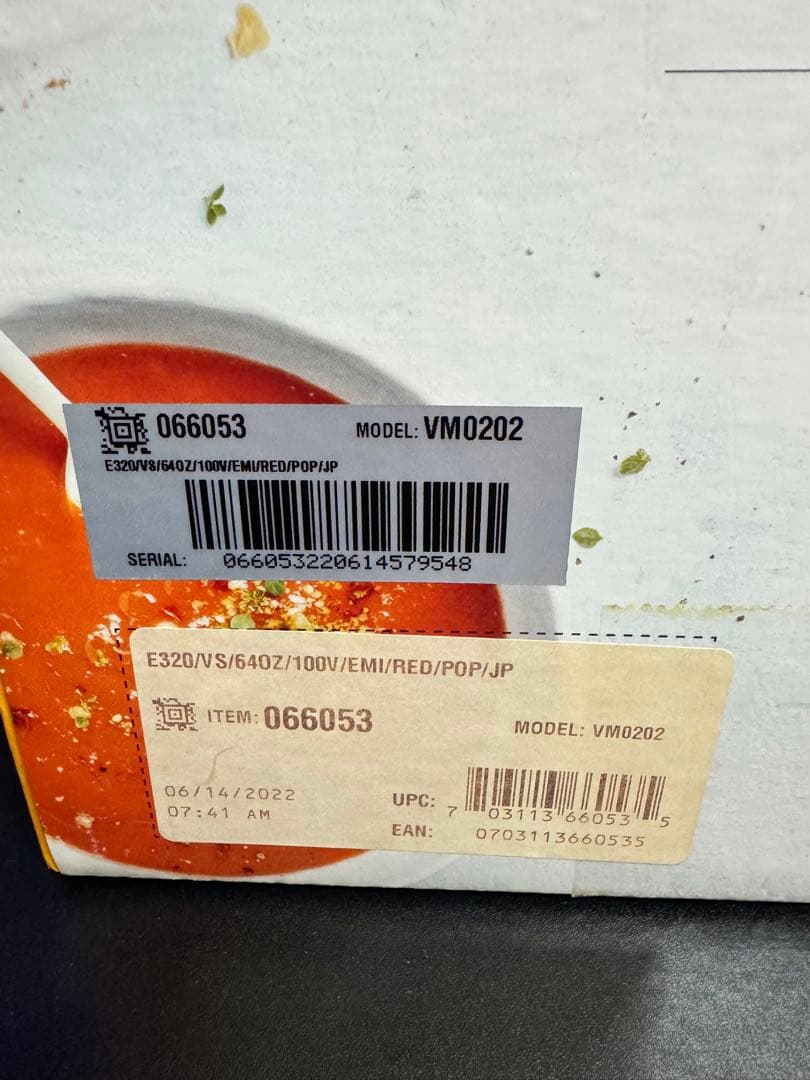 066053
MODEL: VM0202
E320/VS/64OZ/100V/EMI/RED/POP/JP
SERIAL: 066053220614579548
E320/VS/64OZ/100V/EMI/RED/POP/JP
ITEM: 066053
MODEL: VM0202
06/14/2022
07:41 AM
UPC: 7 03113 66053 5
EAN: 0703113660535